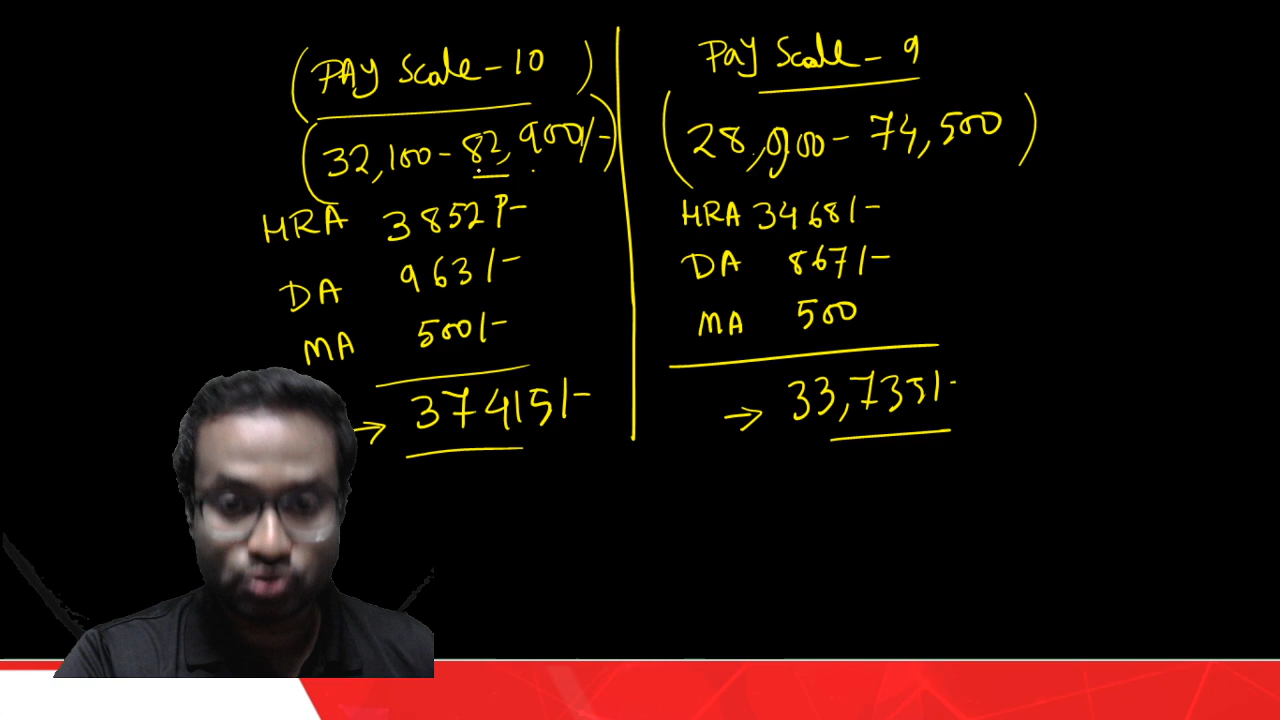 (PAY Scale - 10)
(32,100 - 82,900/-)
HRA 3852/-
DA 963/-
MA 500/-
→ 37415/-
Pay Scale - 9
(28,900 - 74,500)
HRA 3468/-
DA 867/-
MA 500
→ 33,735/-